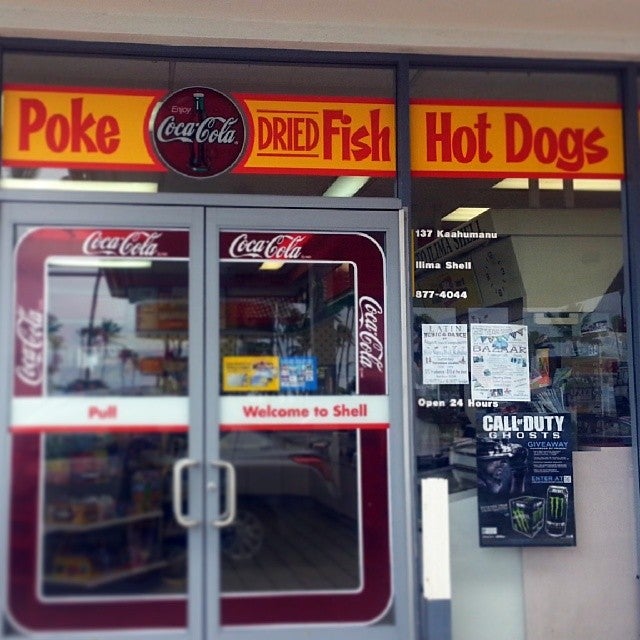 Poke
Enjoy
Coca-Cola
DRIED Fish
Hot Dogs
Coca-Cola
Coca-Cola
Coca-Cola
Coca-Cola
137 Kaahumanu
Ilima Shell
877-4044
LATIN
MUSIC & DANCE
BAZAAR
Pull
Welcome to Shell
Open 24 Hours
CALL OF DUTY
GHOSTS
GIVEAWAY
ENTER AT